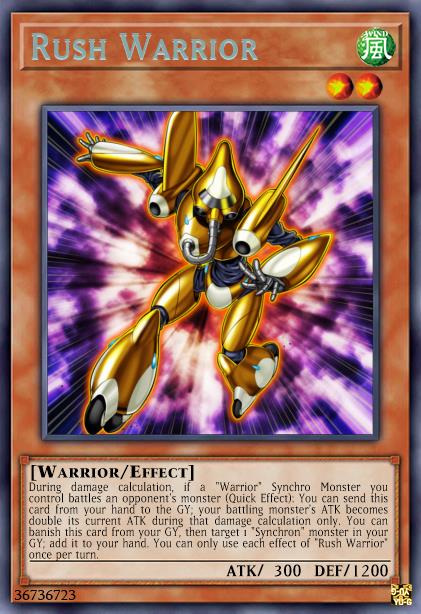 RUSH WARRIOR
WIND
風
[WARRIOR/EFFECT]
During damage calculation, if a "Warrior" Synchro Monster you
control battles an opponent's monster (Quick Effect): You can send this
card from your hand to the GY; your battling monster's ATK becomes
double its current ATK during that damage calculation only. You can
banish this card from your GY, then target 1 "Synchron" monster in your
GY; add it to your hand. You can only use each effect of "Rush Warrior"
once per turn.
ATK/ 300 DEF/1200
36736723